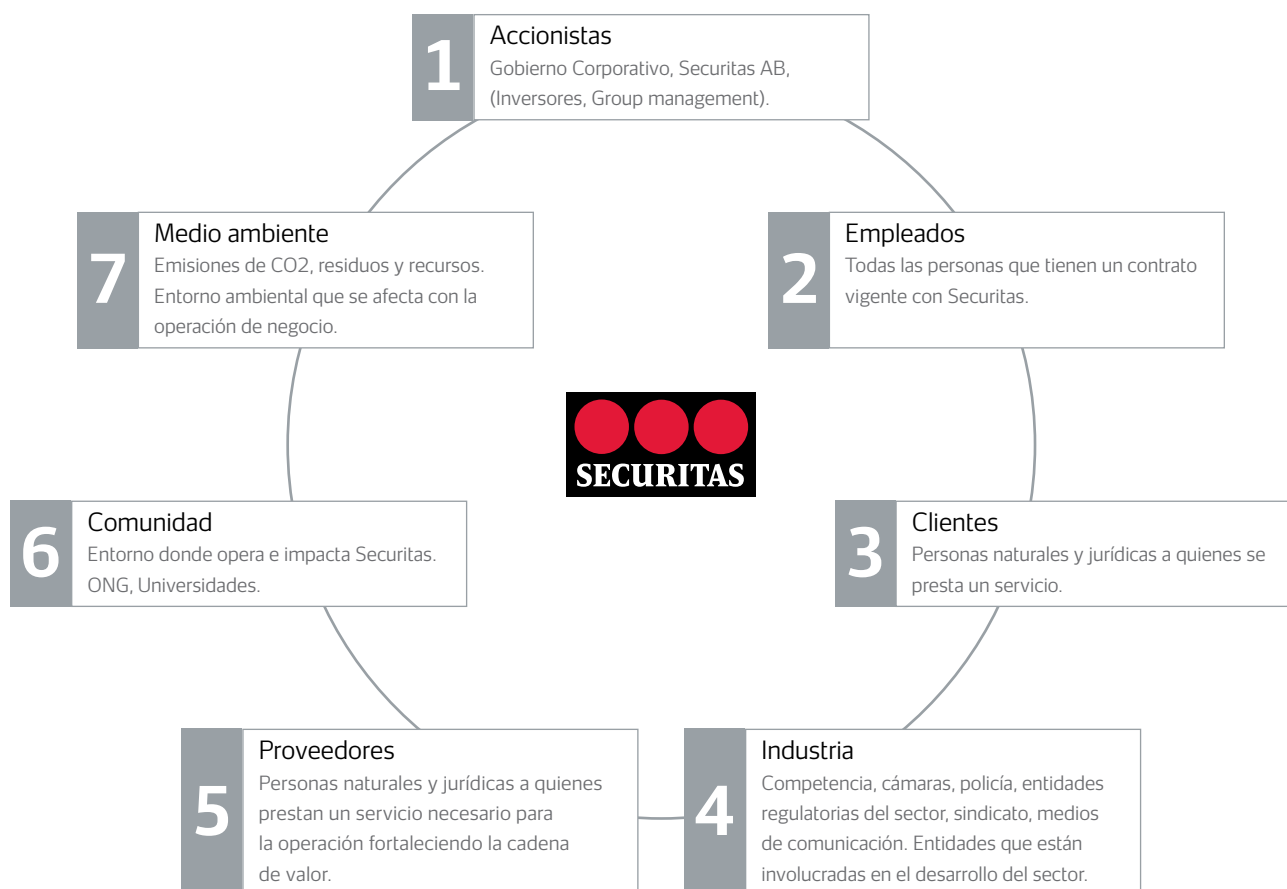 1
Accionistas
Gobierno Corporativo, Securitas AB,
(Inversores, Group management).
2
Empleados
Todas las personas que tienen un contrato
vigente con Securitas.
3
Clientes
Personas naturales y jurídicas a quienes se
presta un servicio.
4
Industria
Competencia, cámaras, policía, entidades
regulatorias del sector, sindicato, medios
de comunicación. Entidades que están
involucradas en el desarrollo del sector.
5
Proveedores
Personas naturales y jurídicas a quienes
prestan un servicio necesario para
la operación fortaleciendo la cadena
de valor.
6
Comunidad
Entorno donde opera e impacta Securitas.
ONG, Universidades.
7
Medio ambiente
Emisiones de CO2, residuos y recursos.
Entorno ambiental que se afecta con la
operación de negocio.
SECURITAS